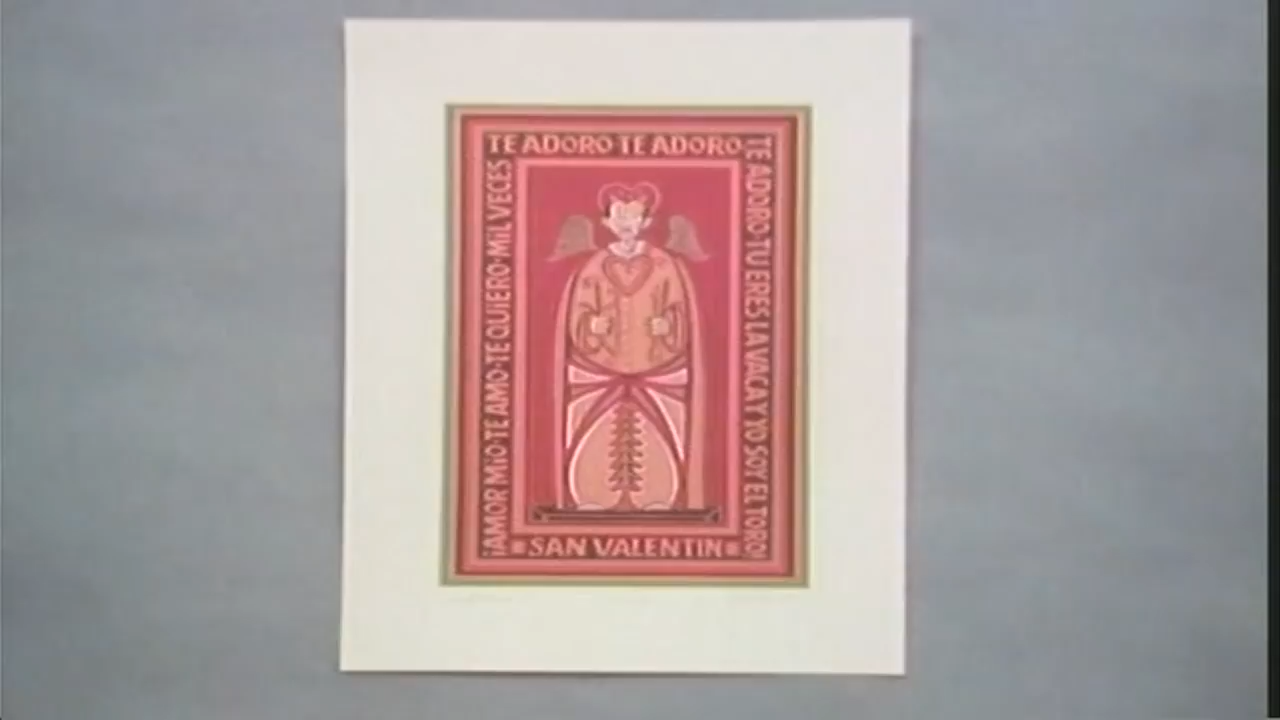 ¡AMOR MiO·TE AMO·TE QUiERO·MiL VECES
TE ADORO TE ADORO
TE ADORO·TU ERES LA VACA Y YO SOY EL TORO!
SAN VALENTIN